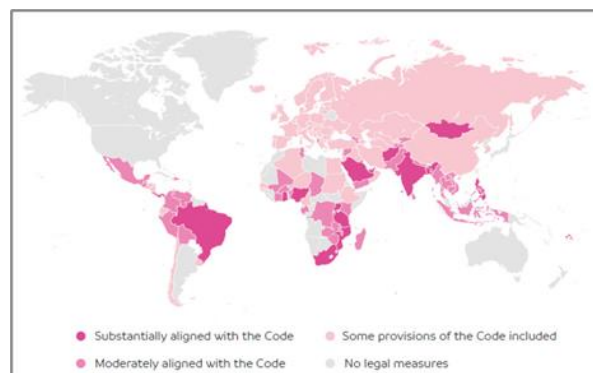 Substantially aligned with the Code
Some provisions of the Code included
Moderately aligned with the Code
No legal measures